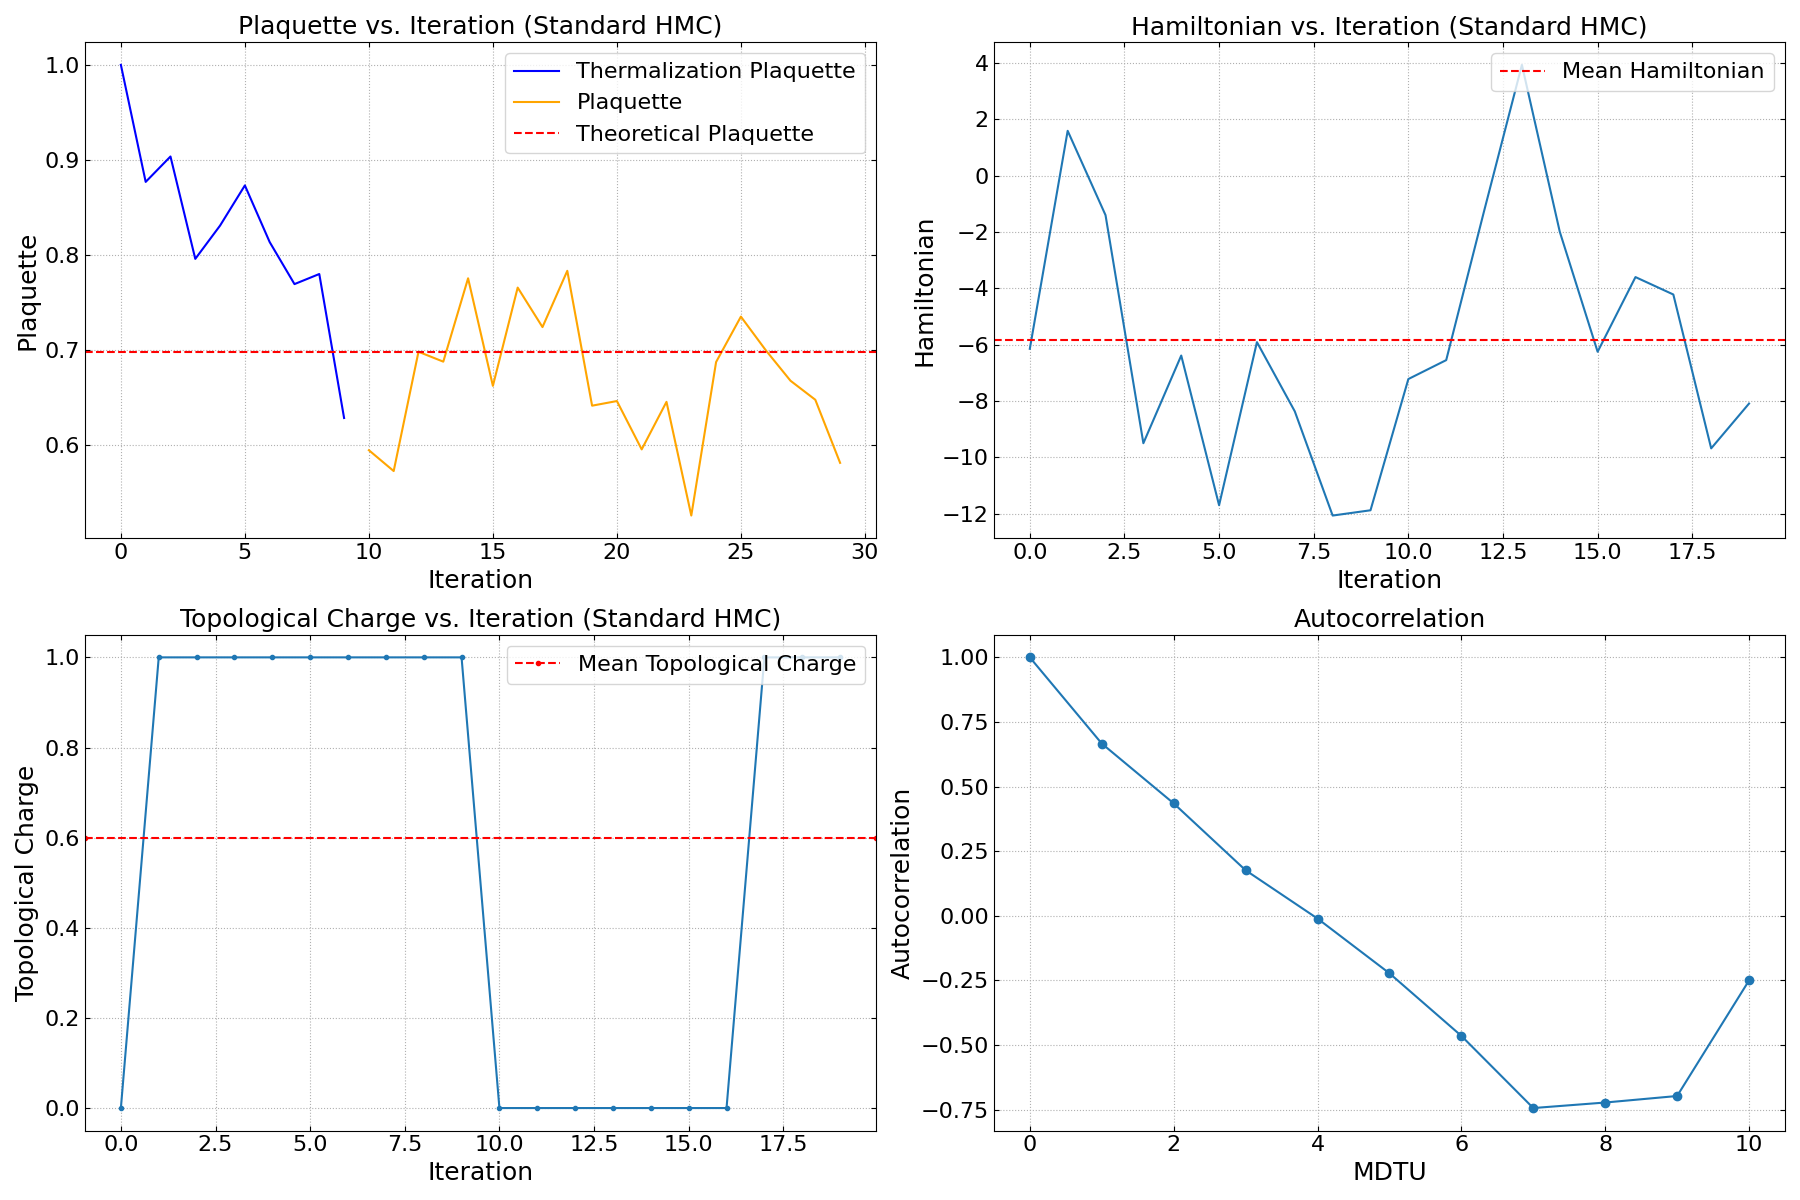 Plaquette vs. Iteration (Standard HMC)
Plaquette
1.0
0.9
0.8
0.7
0.6
Thermalization Plaquette
Plaquette
Theoretical Plaquette
0 5 10 15 20 25 30
Iteration
Hamiltonian vs. Iteration (Standard HMC)
Hamiltonian
4
2
0
−2
−4
−6
−8
−10
−12
Mean Hamiltonian
0.0 2.5 5.0 7.5 10.0 12.5 15.0 17.5
Iteration
Topological Charge vs. Iteration (Standard HMC)
Topological Charge
1.0
0.8
0.6
0.4
0.2
0.0
Mean Topological Charge
0.0 2.5 5.0 7.5 10.0 12.5 15.0 17.5
Iteration
Autocorrelation
Autocorrelation
1.00
0.75
0.50
0.25
0.00
−0.25
−0.50
−0.75
0 2 4 6 8 10
MDTU